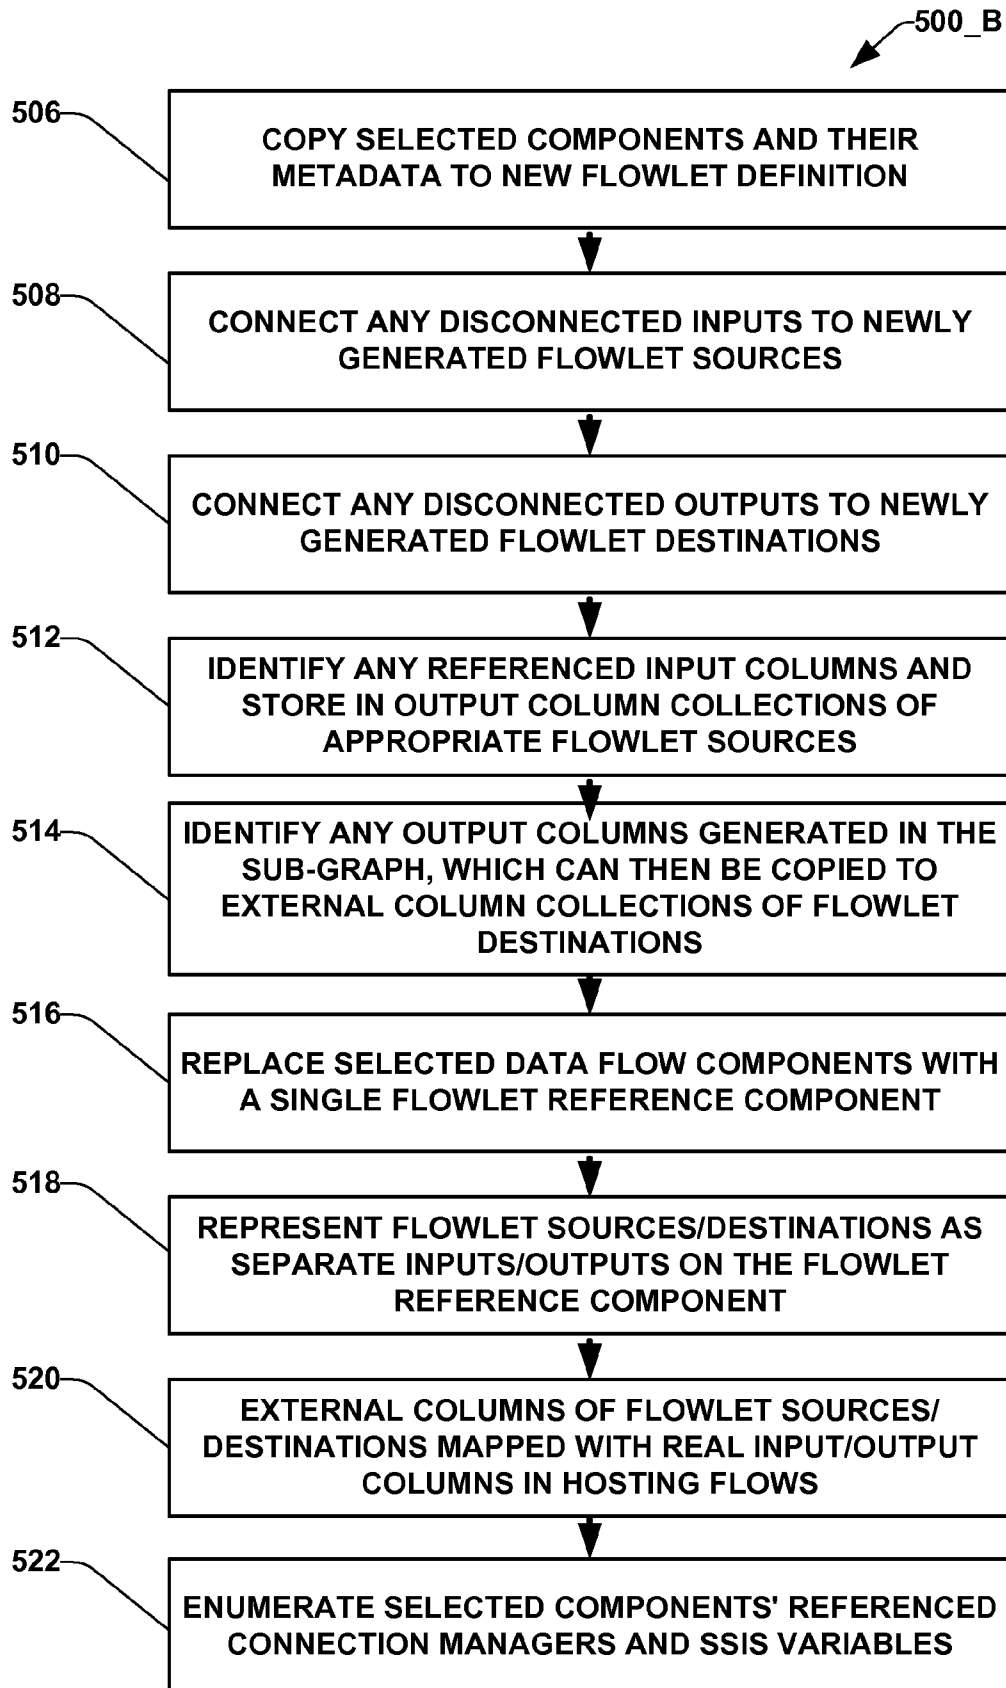 500_B
506
COPY SELECTED COMPONENTS AND THEIR
METADATA TO NEW FLOWLET DEFINITION
508
CONNECT ANY DISCONNECTED INPUTS TO NEWLY
GENERATED FLOWLET SOURCES
510
CONNECT ANY DISCONNECTED OUTPUTS TO NEWLY
GENERATED FLOWLET DESTINATIONS
512
IDENTIFY ANY REFERENCED INPUT COLUMNS AND
STORE IN OUTPUT COLUMN COLLECTIONS OF
APPROPRIATE FLOWLET SOURCES
514
IDENTIFY ANY OUTPUT COLUMNS GENERATED IN THE
SUB-GRAPH, WHICH CAN THEN BE COPIED TO
EXTERNAL COLUMN COLLECTIONS OF FLOWLET
DESTINATIONS
516
REPLACE SELECTED DATA FLOW COMPONENTS WITH
A SINGLE FLOWLET REFERENCE COMPONENT
518
REPRESENT FLOWLET SOURCES/DESTINATIONS AS
SEPARATE INPUTS/OUTPUTS ON THE FLOWLET
REFERENCE COMPONENT
520
EXTERNAL COLUMNS OF FLOWLET SOURCES/
DESTINATIONS MAPPED WITH REAL INPUT/OUTPUT
COLUMNS IN HOSTING FLOWS
522
ENUMERATE SELECTED COMPONENTS' REFERENCED
CONNECTION MANAGERS AND SSIS VARIABLES